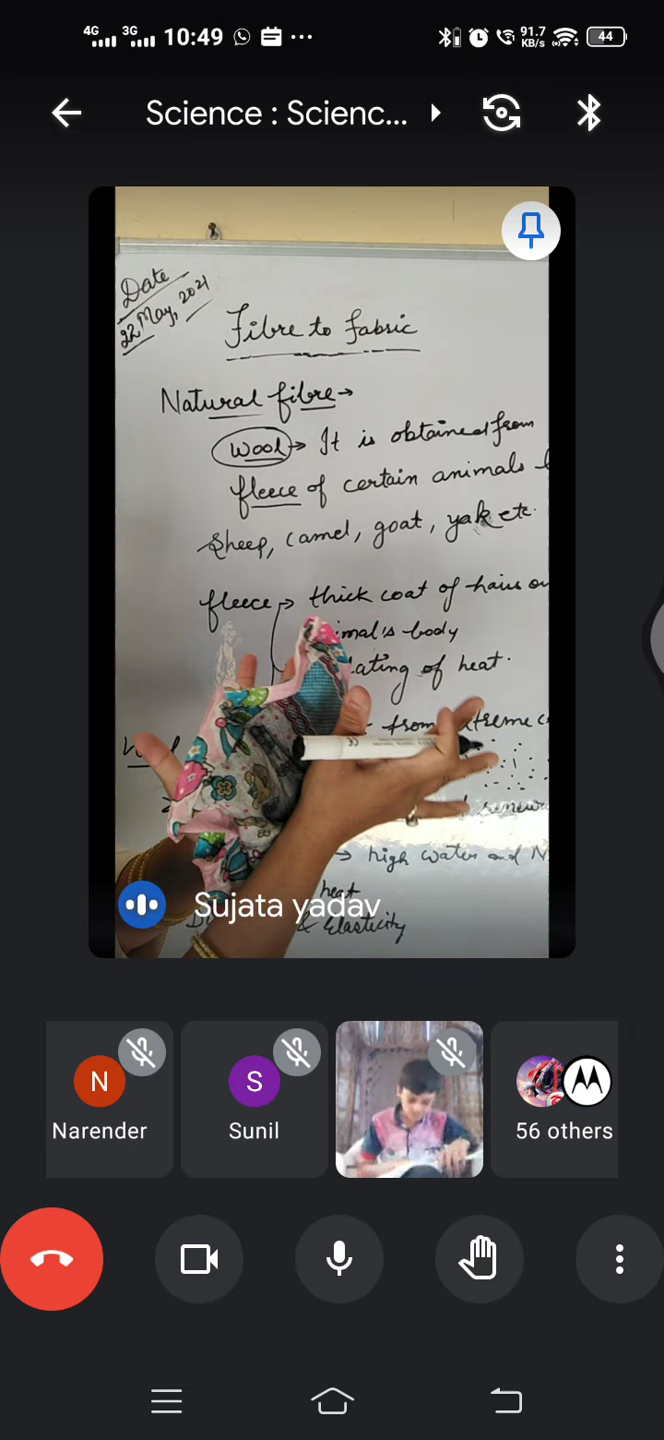 4G 3G 10:49 91.7 KB/s 44
Science : Scienc...
Date
22 May, 2021
Fibre to Fabric
Natural fibre→
wool → It is obtained from
fleece of certain animals
sheep, camel, goat, yak etc.
fleece → thick coat of hairs on
imal's body
ating of heat.
from extreme c
renew
→ high water and
heat
& Elasticity
Sujata yadav
N
Narender
S
Sunil
56 others